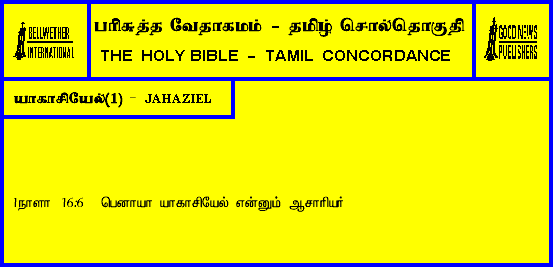 BELLWETHER
INTERNATIONAL
பரிசுத்த வேதாகமம் - தமிழ் சொல்தொகுதி
THE HOLY BIBLE - TAMIL CONCORDANCE
GOOD NEWS
PUBLISHERS
யாகாசியேல்(1) - JAHAZIEL
1நாளா 16:6 பெனாயா யாகாசியேல் என்னும் ஆசாரியர்